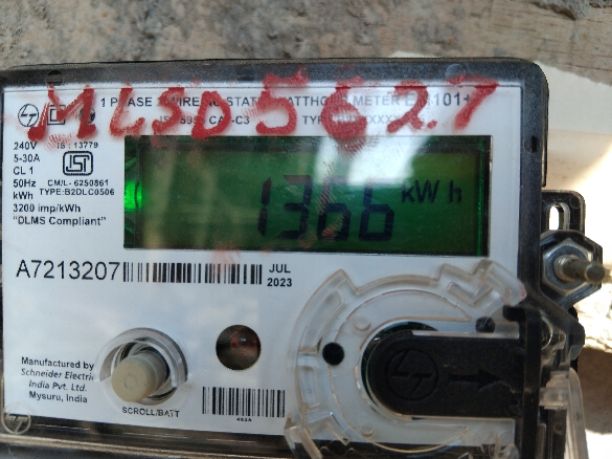 1 PHASE 2 WIRE
METER
101+
MLSD5627
240V
IS : 13779
5-30A
CL 1
50Hz
CM/L- 6250861
kWh
TYPE:B2DLC0506
3200 imp/kWh
"DLMS Compliant"
1366 kWh
A7213207
JUL
2023
Manufactured by
Schneider Electric
India Pvt. Ltd.
Mysuru, India
SCROLL/BATT